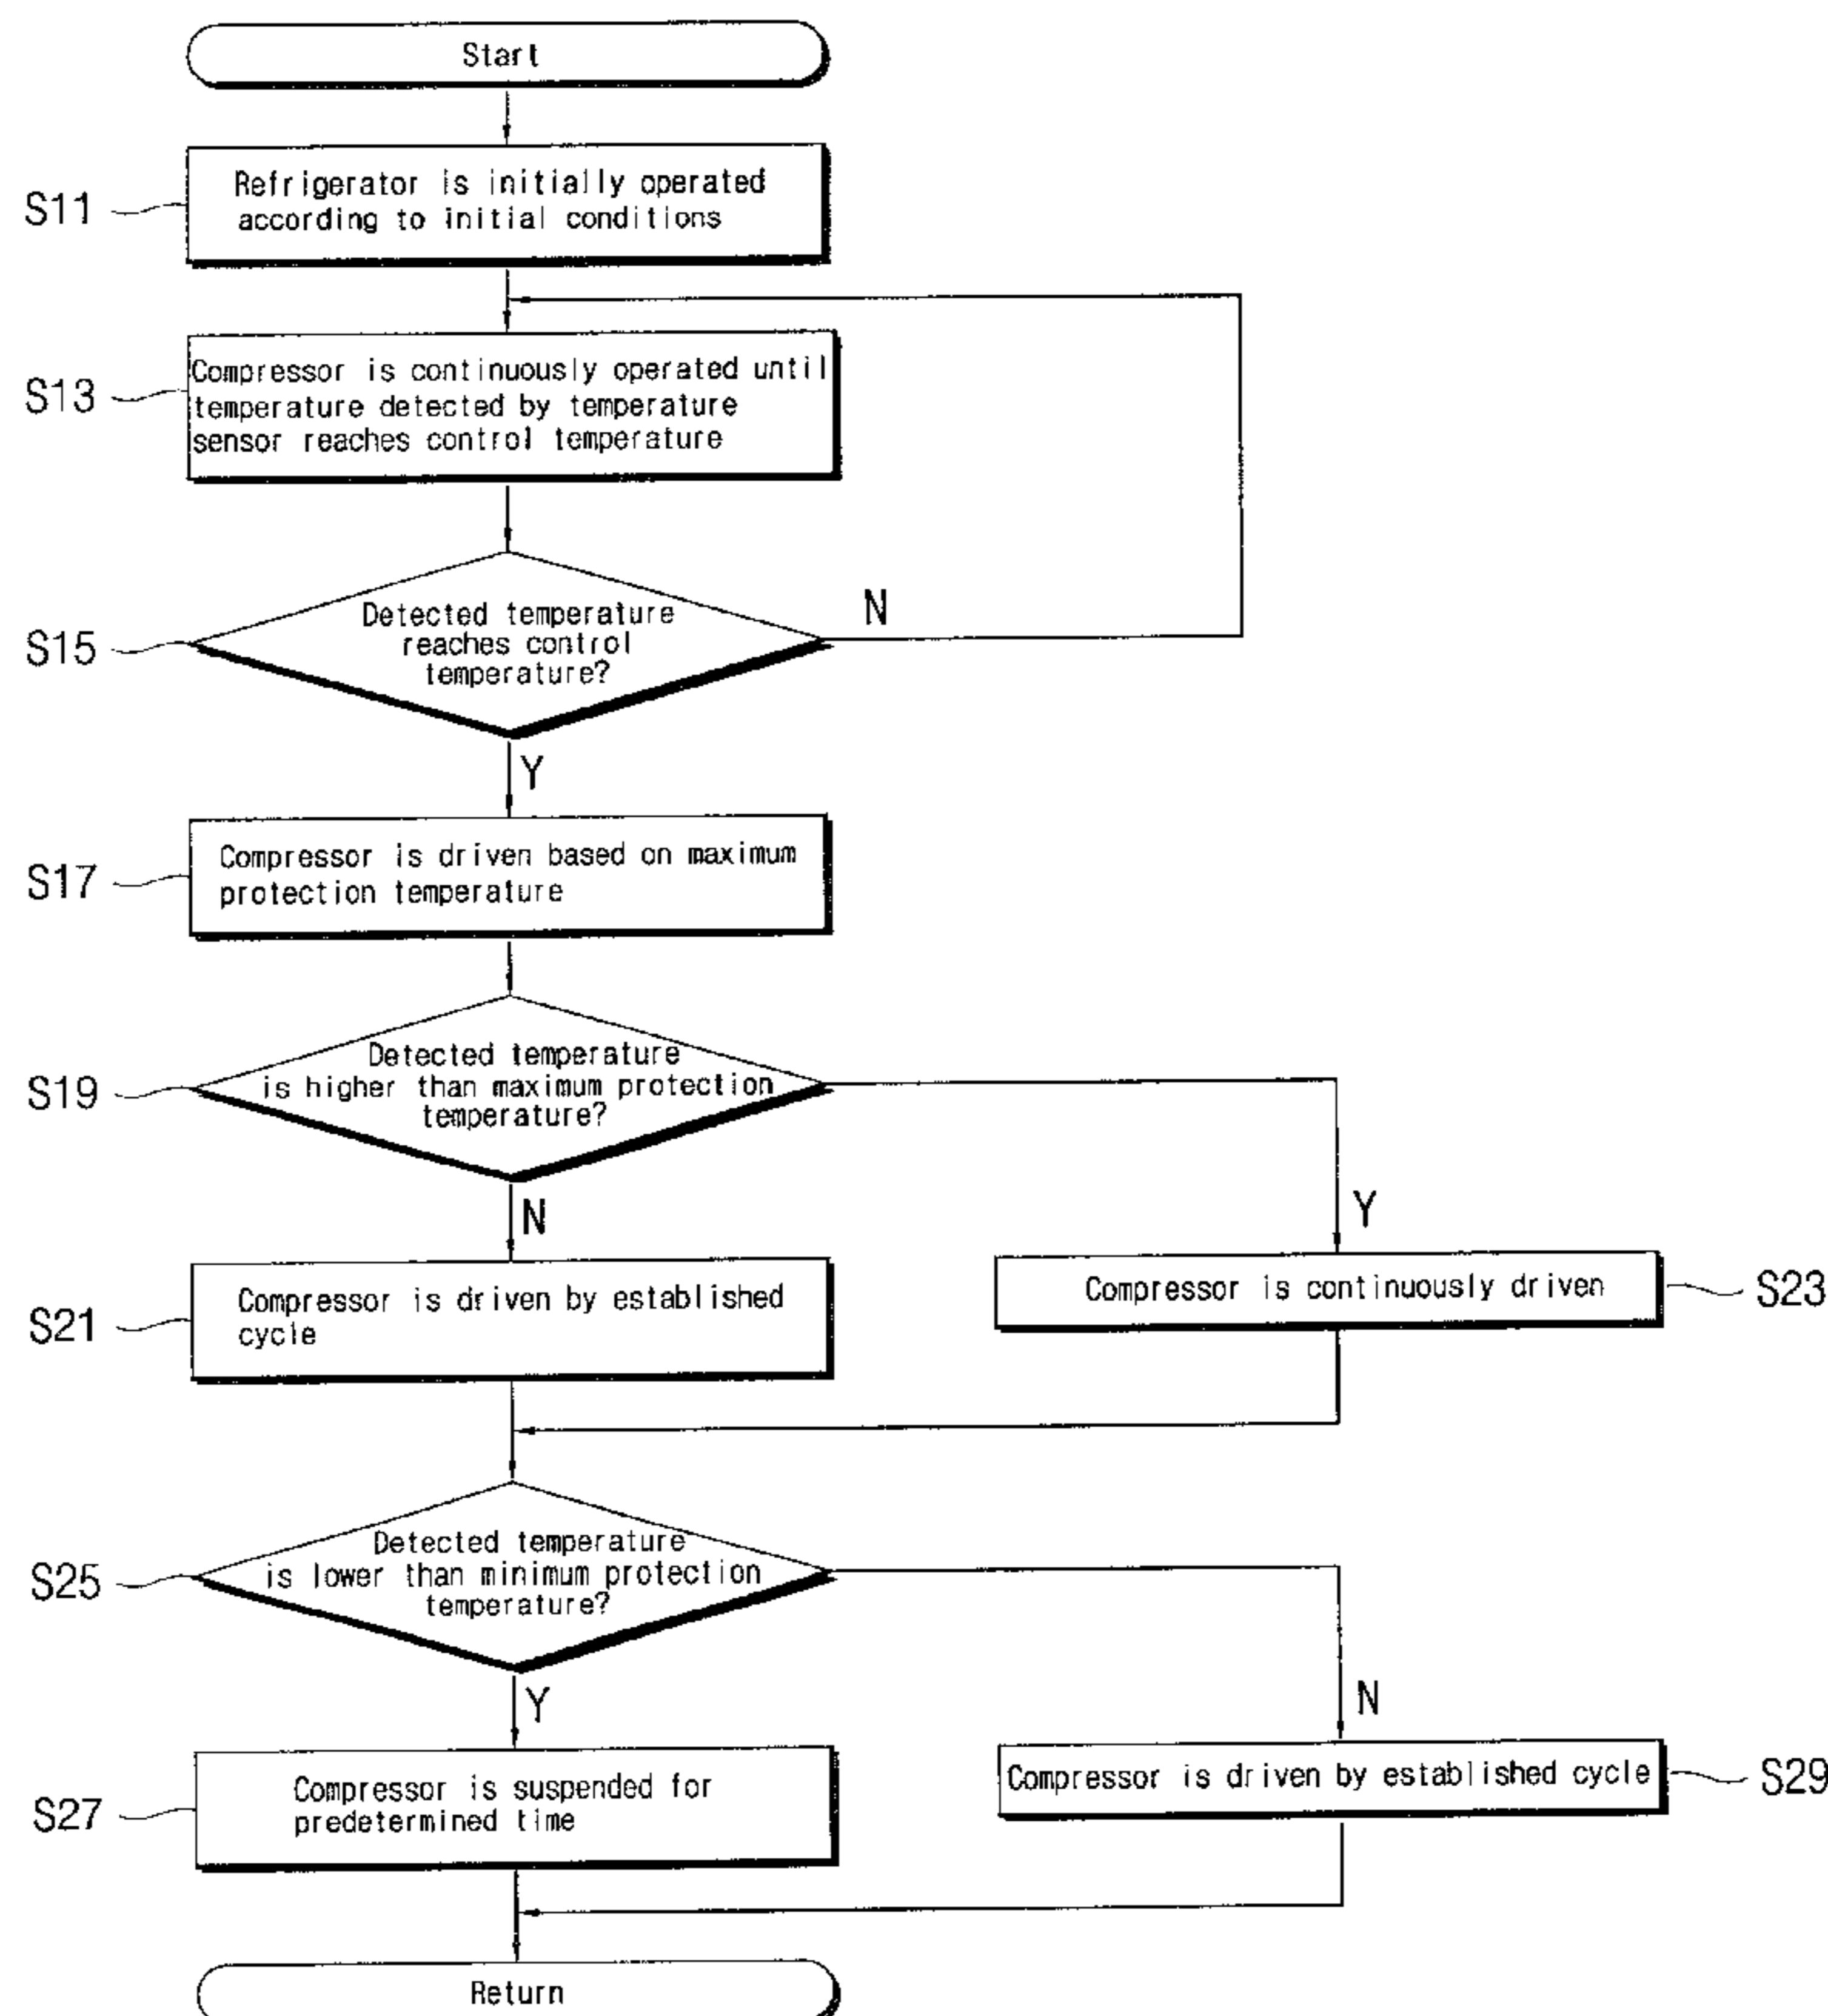 Start
S11
Refrigerator is initially operated
according to initial conditions
S13
Compressor is continuously operated until
temperature detected by temperature
sensor reaches control temperature
S15
Detected temperature
reaches control
temperature?
N
Y
S17
Compressor is driven based on maximum
protection temperature
S19
Detected temperature
is higher than maximum protection
temperature?
N
Y
S21
Compressor is driven by established
cycle
Compressor is continuously driven
S23
S25
Detected temperature
is lower than minimum protection
temperature?
Y
N
S27
Compressor is suspended for
predetermined time
Compressor is driven by established cycle
S29
Return